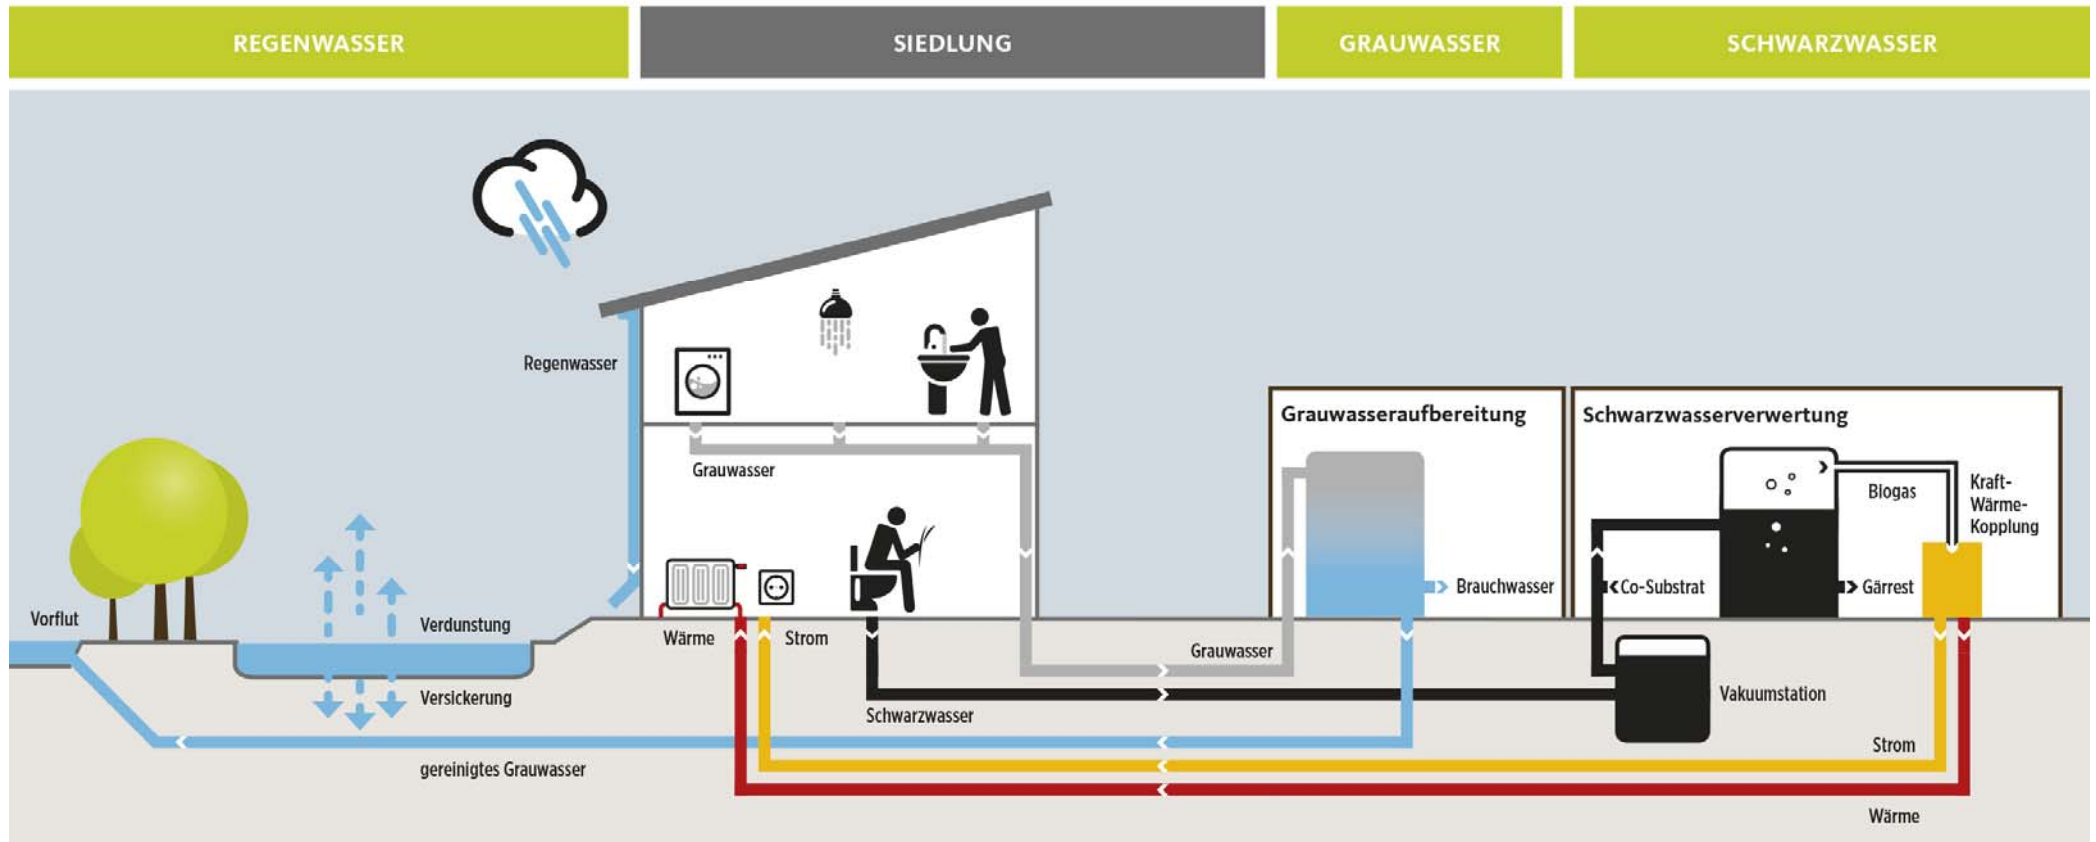 REGENWASSER
SIEDLUNG
GRAUWASSER
SCHWARZWASSER
Regenwasser
Grauwasser
Grauwasseraufbereitung
Brauchwasser
Schwarzwasserverwertung
Biogas
Kraft-
Wärme-
Kopplung
Co-Substrat
Gärrest
Vorflut
Verdunstung
Versickerung
Wärme
Strom
Grauwasser
Schwarzwasser
Vakuumstation
gereinigtes Grauwasser
Strom
Wärme